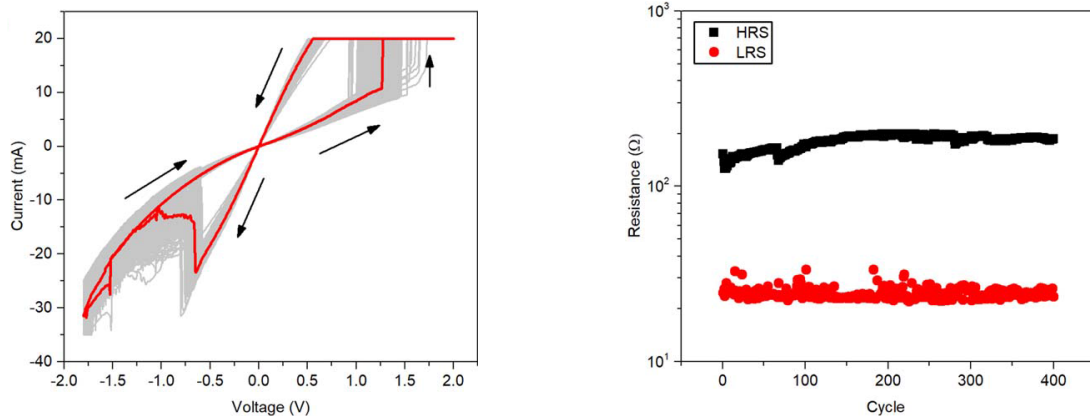 20
10
0
-10
-20
-30
-40
Current (mA)
-2.0 -1.5 -1.0 -0.5 0.0 0.5 1.0 1.5 2.0
Voltage (V)
HRS
LRS
10³
10²
10¹
Resistance (Ω)
0 100 200 300 400
Cycle